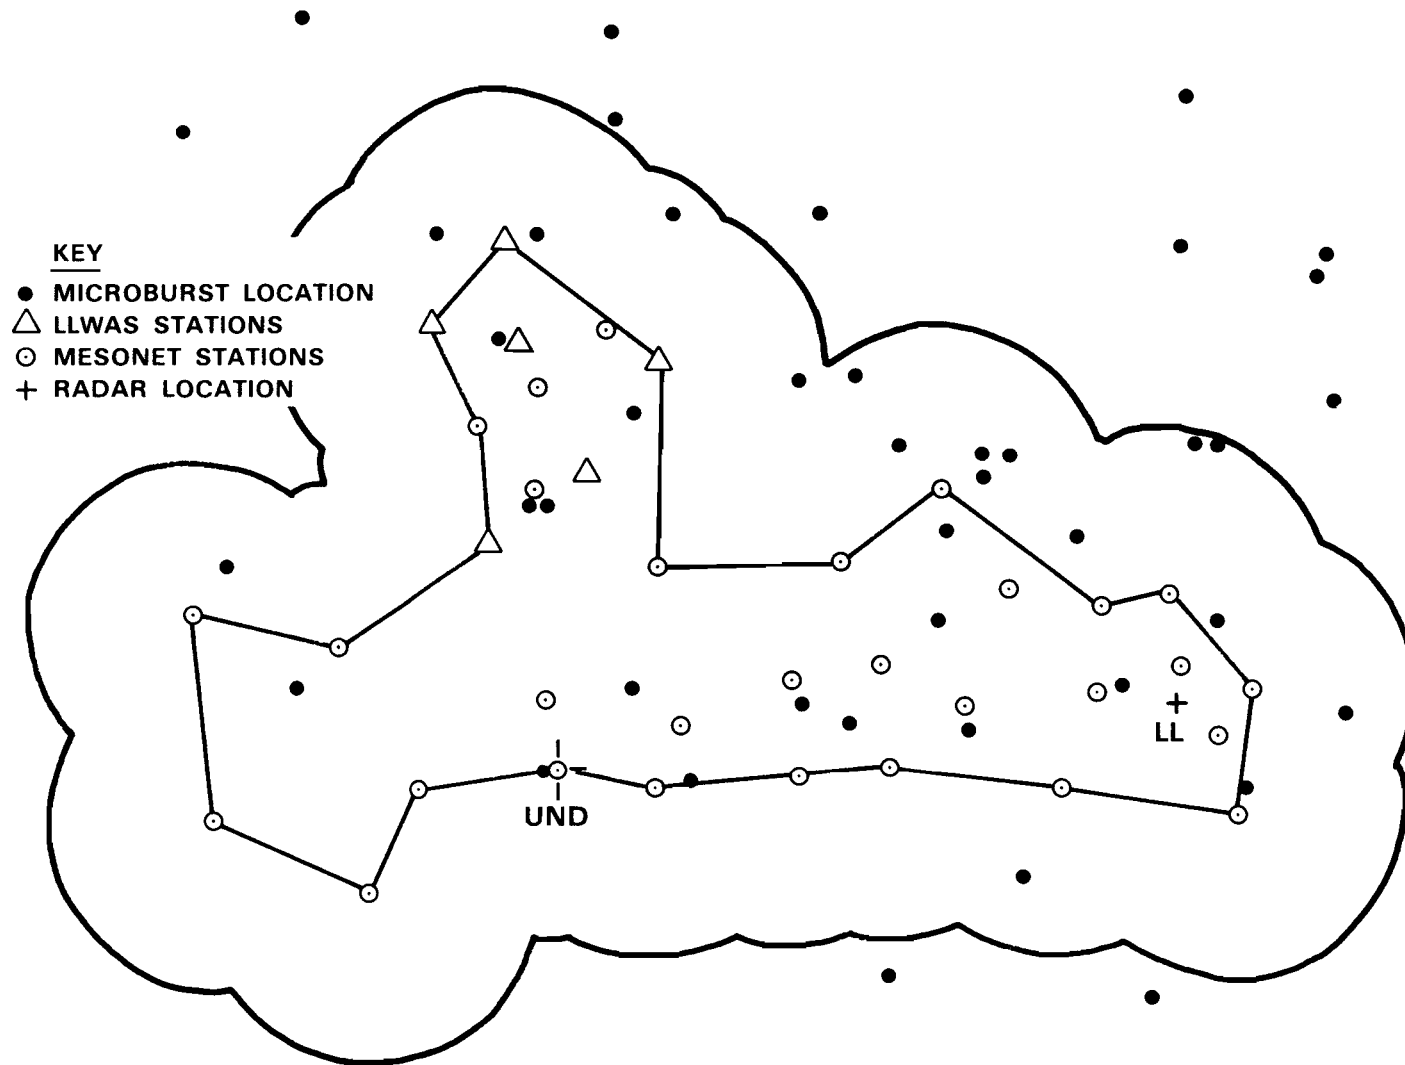 KEY
MICROBURST LOCATION
LLWAS STATIONS
MESONET STATIONS
RADAR LOCATION
LL
UND